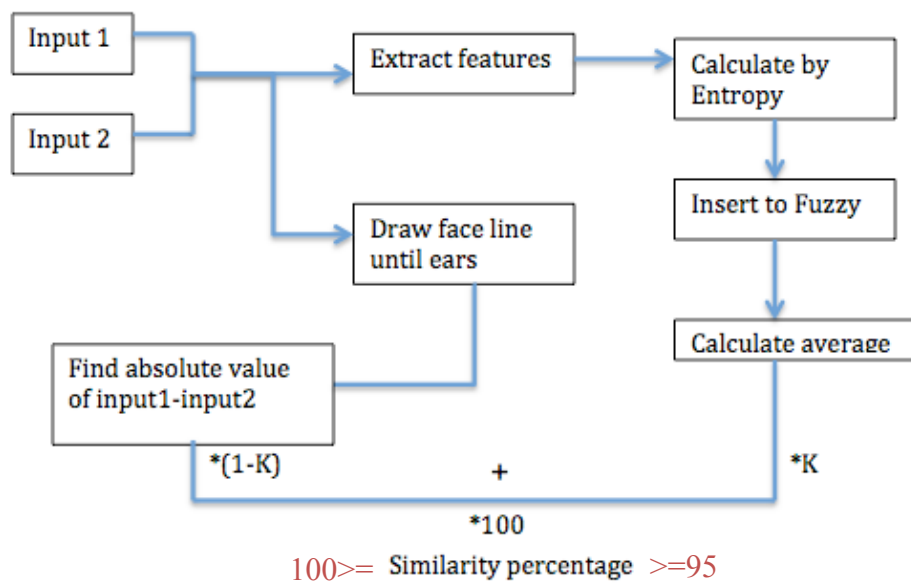 Input 1
Extract features
Calculate by
Entropy
Input 2
Insert to Fuzzy
Draw face line
until ears
Calculate average
Find absolute value
of input1-input2
*(1-K)
+
*K
*100
100>= Similarity percentage >=95